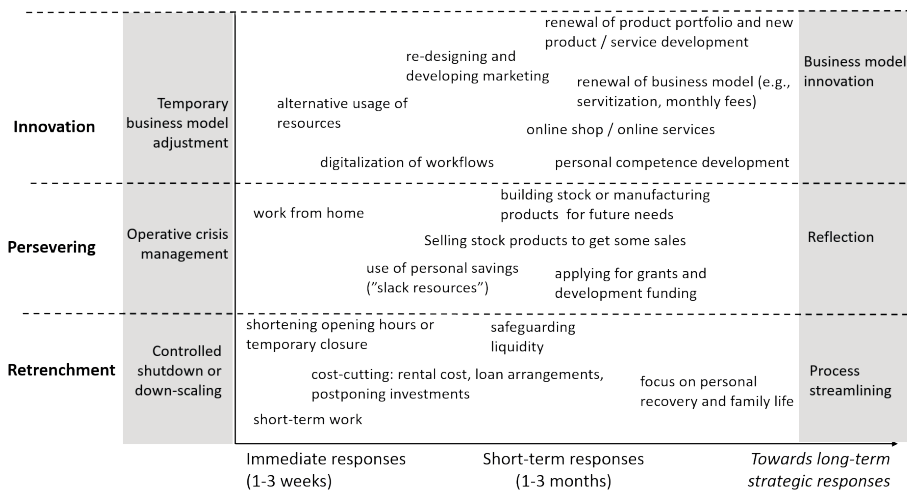 renewal of product portfolio and new
product / service development
re-designing and
developing marketing
Business model
innovation
renewal of business model (e.g.,
servitization, monthly fees)
alternative usage of
resources
Temporary
business model
adjustment
Innovation
online shop / online services
digitalization of workflows
personal competence development
building stock or manufacturing
products for future needs
work from home
Persevering
Operative crisis
management
Selling stock products to get some sales
Reflection
use of personal savings
("slack resources")
applying for grants and
development funding
shortening opening hours or
temporary closure
safeguarding
liquidity
Retrenchment
Controlled
shutdown or
down-scaling
cost-cutting: rental cost, loan arrangements,
postponing investments
focus on personal
recovery and family life
Process
streamlining
short-term work
Immediate responses
(1-3 weeks)
Short-term responses
(1-3 months)
Towards long-term
strategic responses